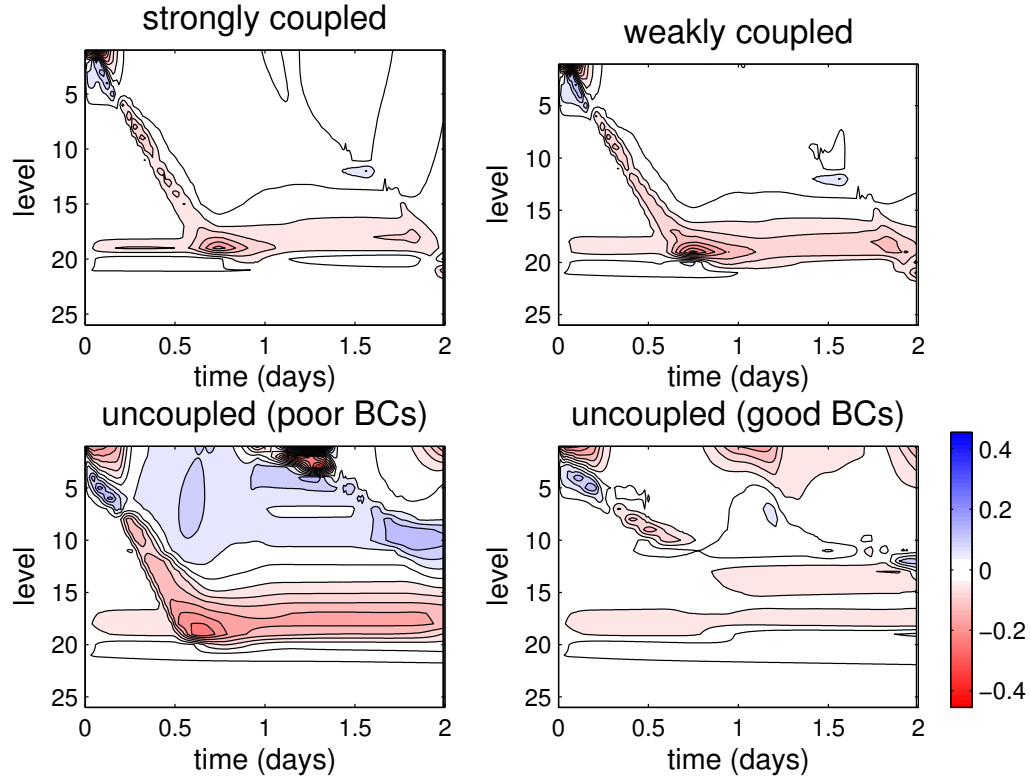 strongly coupled
weakly coupled
level
5
10
15
20
25
0 0.5 1 1.5 2
time (days)
level
5
10
15
20
25
0 0.5 1 1.5 2
time (days)
uncoupled (poor BCs)
uncoupled (good BCs)
level
5
10
15
20
25
0 0.5 1 1.5 2
time (days)
level
5
10
15
20
25
0 0.5 1 1.5 2
time (days)
0.4
0.2
0
−0.2
−0.4